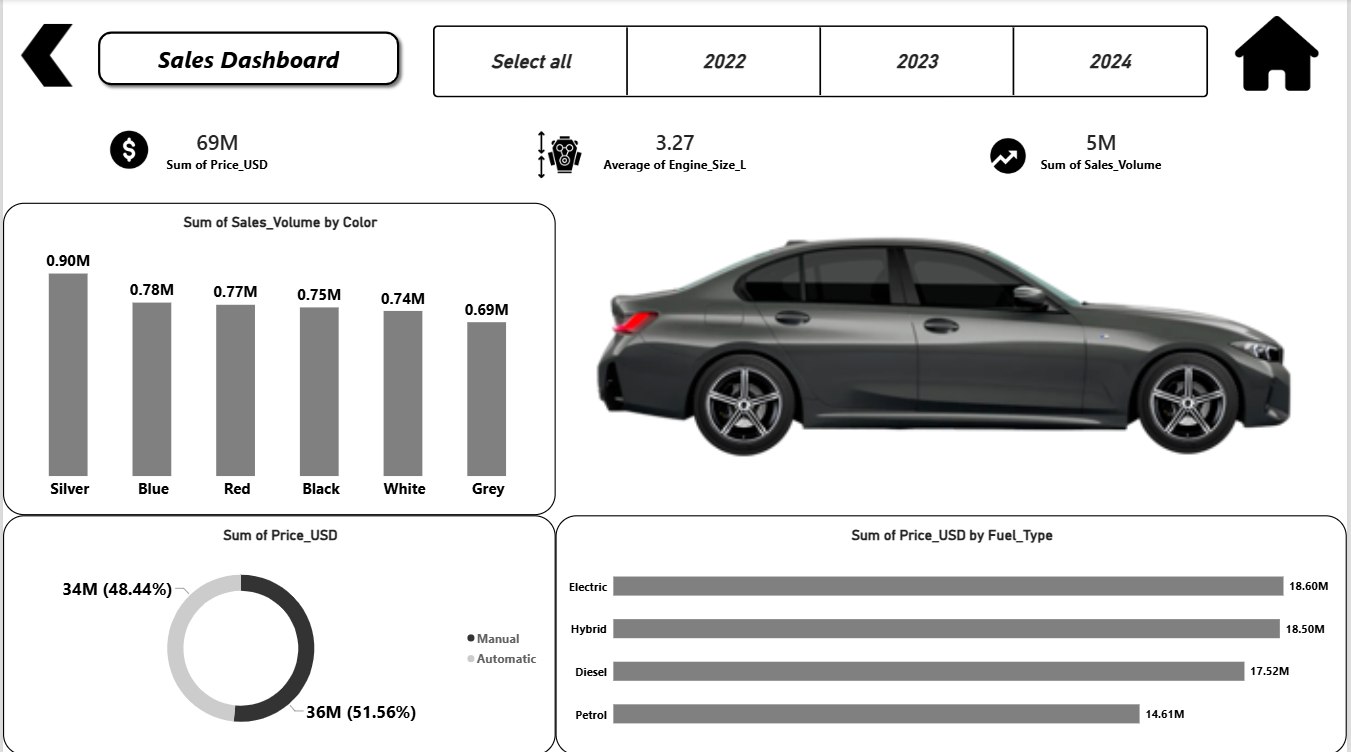 Sales Dashboard
Select all
2022
2023
2024
69M
Sum of Price_USD
3.27
Average of Engine_Size_L
5M
Sum of Sales_Volume
Sum of Sales_Volume by Color
0.90M
0.78M
0.77M
0.75M
0.74M
0.69M
Silver
Blue
Red
Black
White
Grey
Sum of Price_USD
34M (48.44%)
36M (51.56%)
Manual
Automatic
Sum of Price_USD by Fuel_Type
Electric
18.60M
Hybrid
18.50M
Diesel
17.52M
Petrol
14.61M